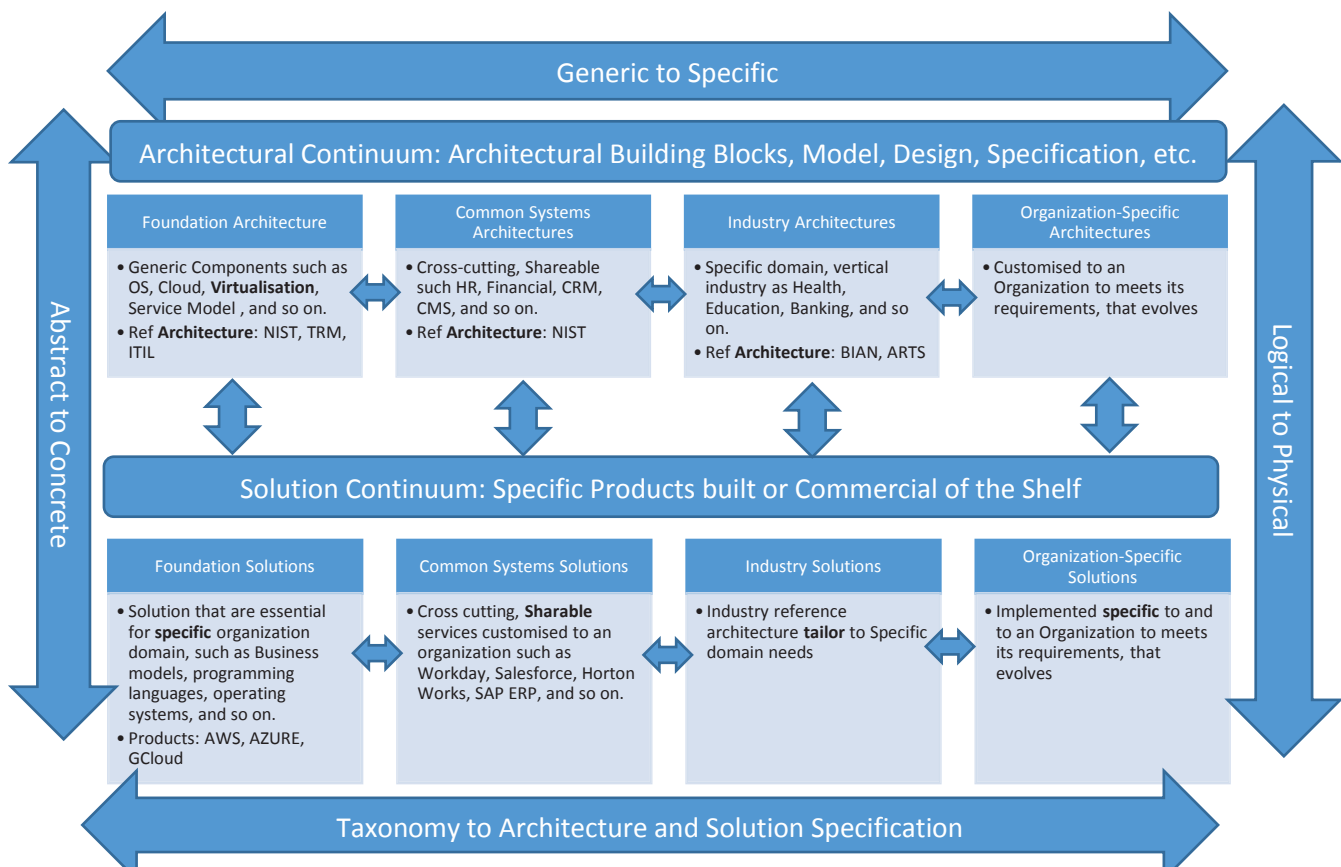 Generic to Specific
Architectural Continuum: Architectural Building Blocks, Model, Design, Specification, etc.
Abstract to Concrete
Logical to Physical
Foundation Architecture
• Generic Components such as
OS, Cloud, Virtualisation,
Service Model , and so on.
• Ref Architecture: NIST, TRM,
ITIL
Common Systems
Architectures
• Cross-cutting, Shareable
such HR, Financial, CRM,
CMS, and so on.
• Ref Architecture: NIST
Industry Architectures
• Specific domain, vertical
industry as Health,
Education, Banking, and so
on.
• Ref Architecture: BIAN, ARTS
Organization-Specific
Architectures
• Customised to an
Organization to meets its
requirements, that evolves
Solution Continuum: Specific Products built or Commercial of the Shelf
Foundation Solutions
• Solution that are essential
for specific organization
domain, such as Business
models, programming
languages, operating
systems, and so on.
• Products: AWS, AZURE,
GCloud
Common Systems Solutions
• Cross cutting, Sharable
services customised to an
organization such as
Workday, Salesforce, Horton
Works, SAP ERP, and so on.
Industry Solutions
• Industry reference
architecture tailor to Specific
domain needs
Organization-Specific
Solutions
• Implemented specific to and
to an Organization to meets
its requirements, that
evolves
Taxonomy to Architecture and Solution Specification